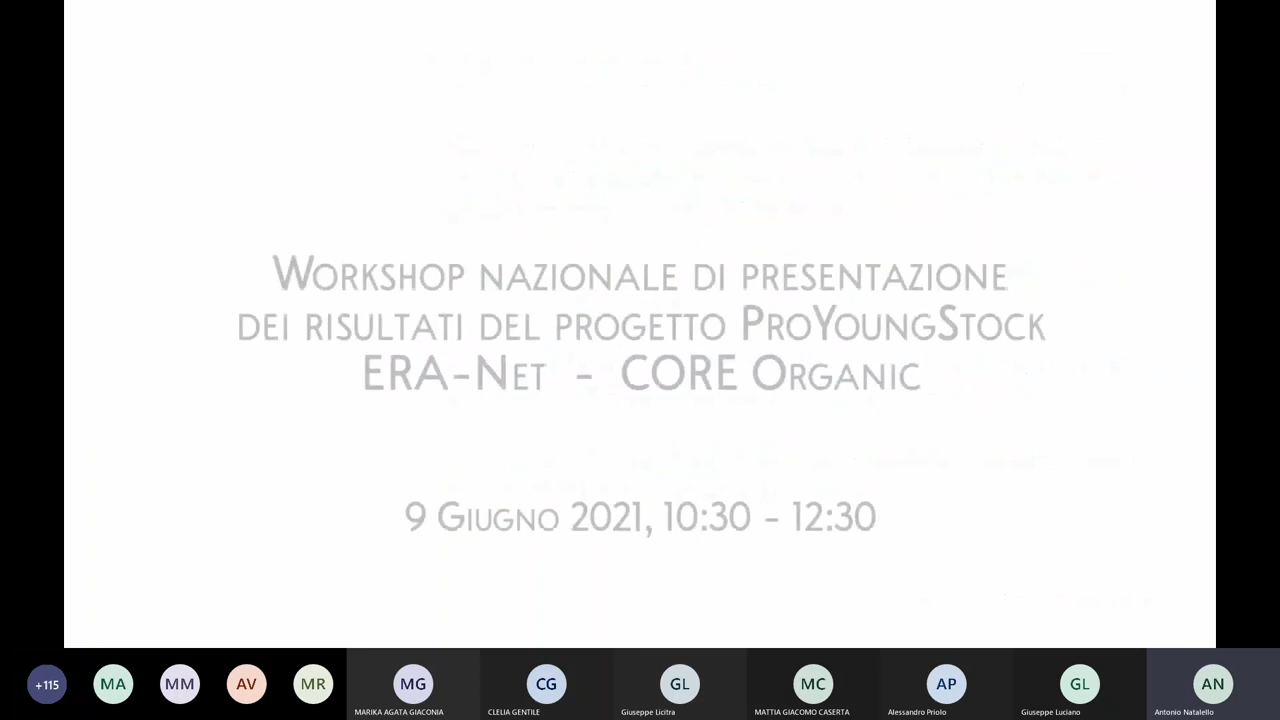 WORKSHOP NAZIONALE DI PRESENTAZIONE
DEI RISULTATI DEL PROGETTO PROYOUNGSTOCK
ERA-NET - CORE ORGANIC
9 GIUGNO 2021, 10:30 - 12:30
+115
MA
MM
AV
MR
MG
CG
GL
MC
AP
GL
AN
MARIKA AGATA GIACONIA
CLELIA GENTILE
Giuseppe Licitra
MATTIA GIACOMO CASERTA
Alessandro Priolo
Giuseppe Luciano
Antonio Natalello